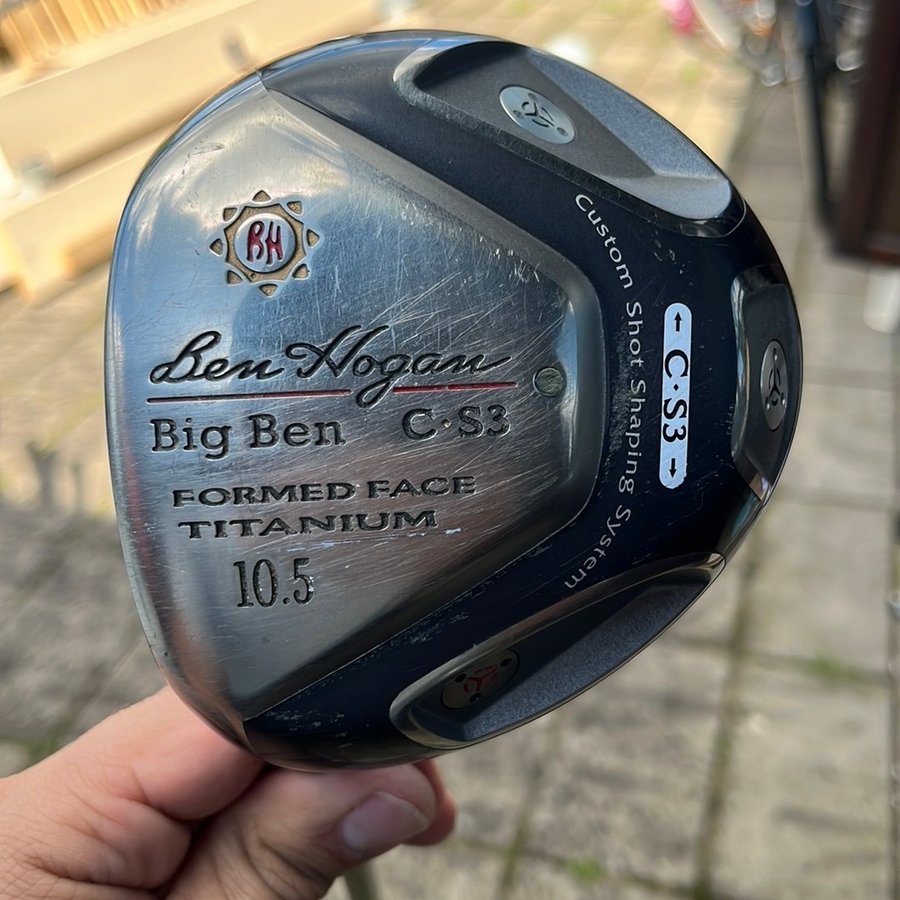 BH
Ben Hogan
Big Ben C·S3
FORMED FACE
TITANIUM
10.5
Custom Shot Shaping System
← C·S3 →